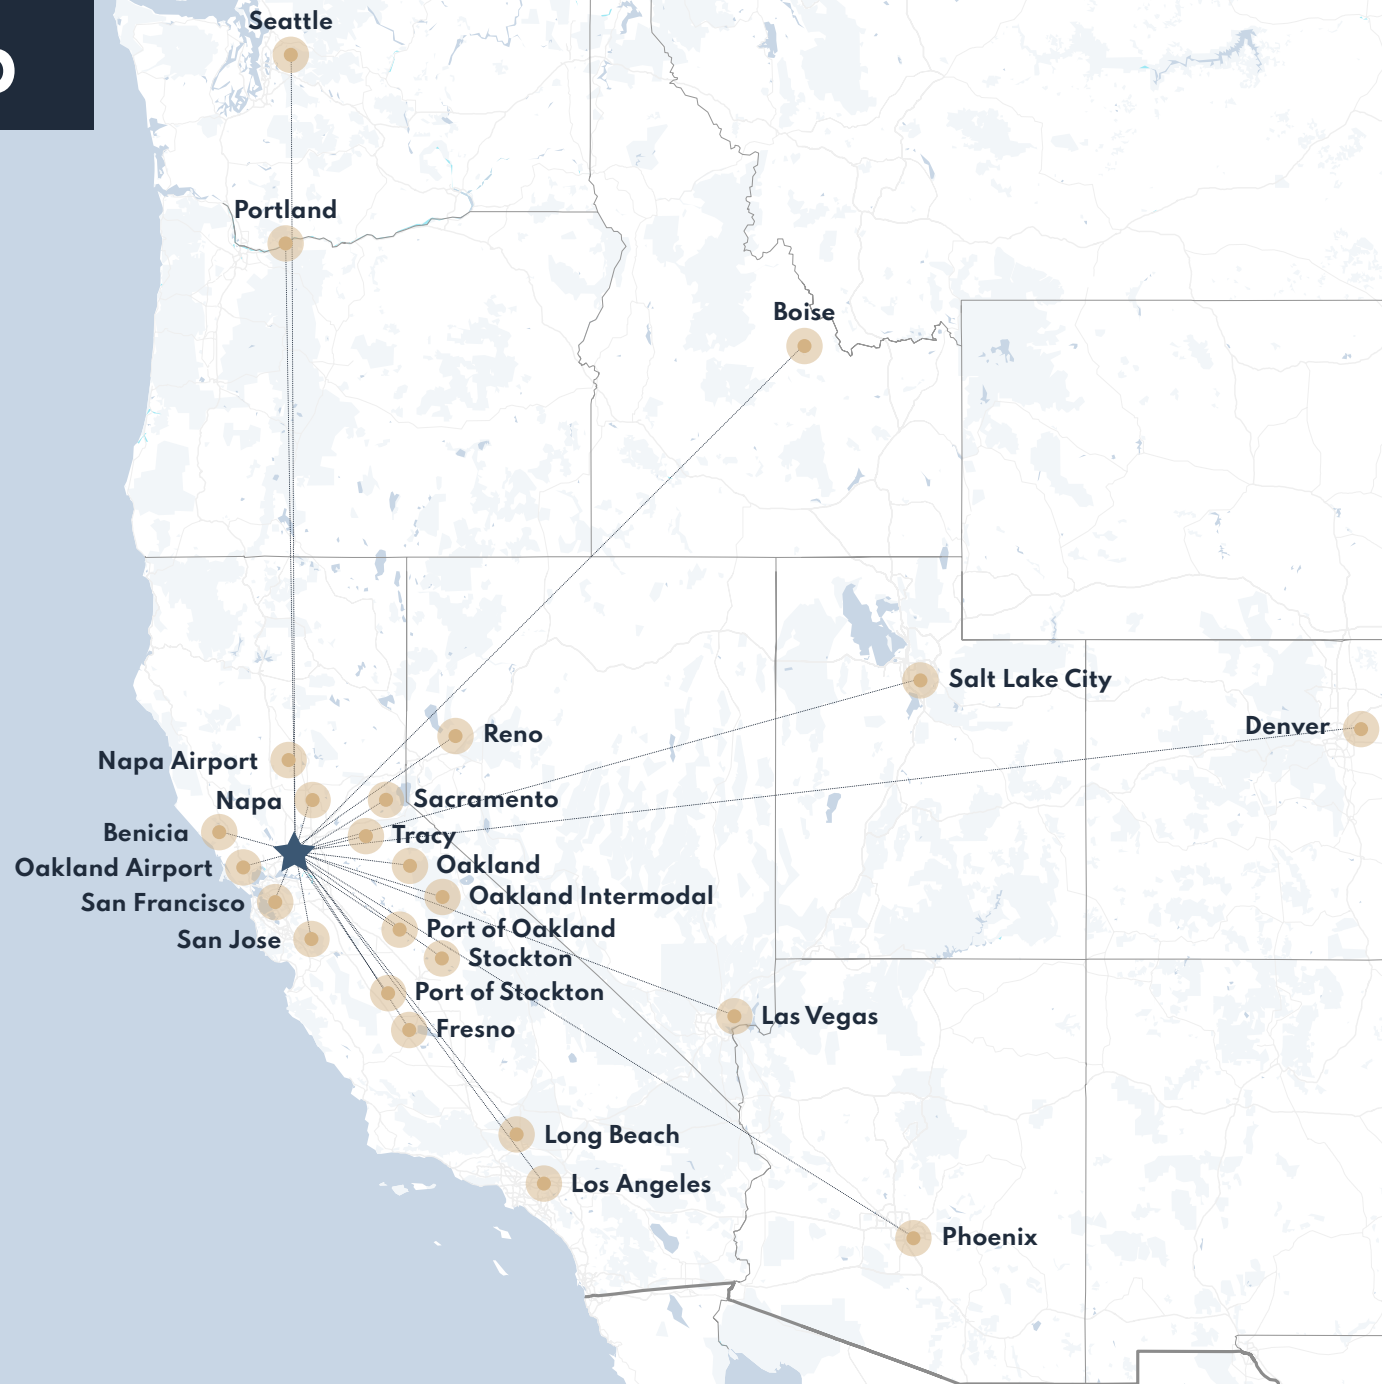 Seattle
Portland
Boise
Salt Lake City
Denver
Reno
Napa Airport
Napa
Sacramento
Benicia
Tracy
Oakland Airport
Oakland
Oakland Intermodal
San Francisco
Port of Oakland
San Jose
Stockton
Port of Stockton
Las Vegas
Fresno
Long Beach
Los Angeles
Phoenix